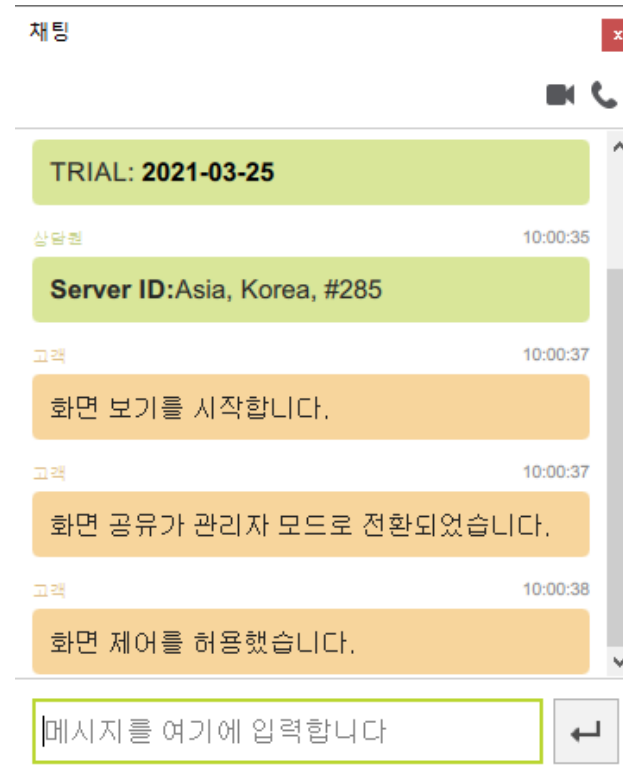 채팅
x
TRIAL: 2021-03-25
상담원 10:00:35
Server ID:Asia, Korea, #285
고객 10:00:37
화면 보기를 시작합니다.
고객 10:00:37
화면 공유가 관리자 모드로 전환되었습니다.
고객 10:00:38
화면 제어를 허용했습니다.
메시지를 여기에 입력합니다